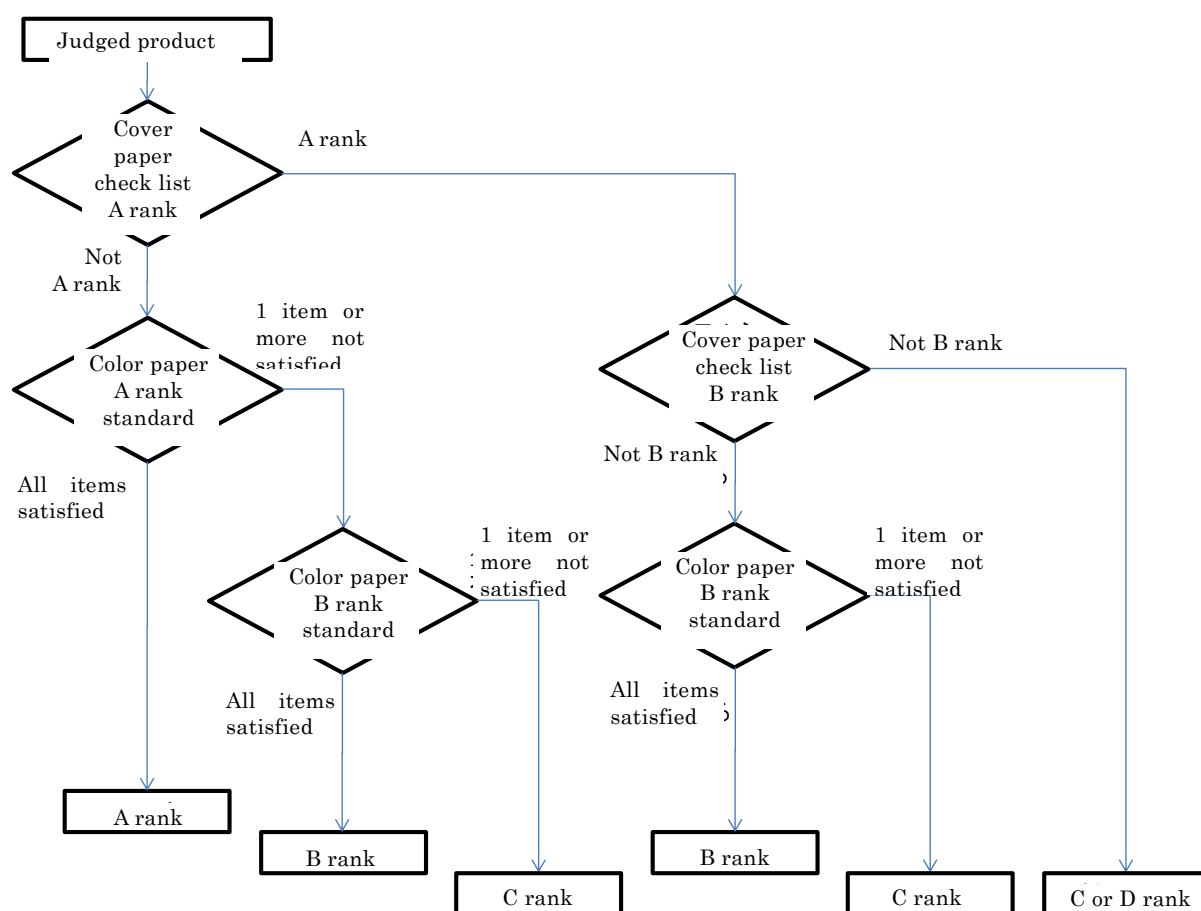 Judged product
Cover
paper
check list
A rank
A rank
Not
A rank
1 item or
more not
satisfied
Color paper
A rank
standard
Cover paper
check list
B rank
Not B rank
Not B rank
All items
satisfied
1 item or
more not
satisfied
Color paper
B rank
standard
1 item or
more not
satisfied
Color paper
B rank
standard
All items
satisfied
All items
satisfied
A rank
B rank
B rank
C rank
C rank
C or D rank